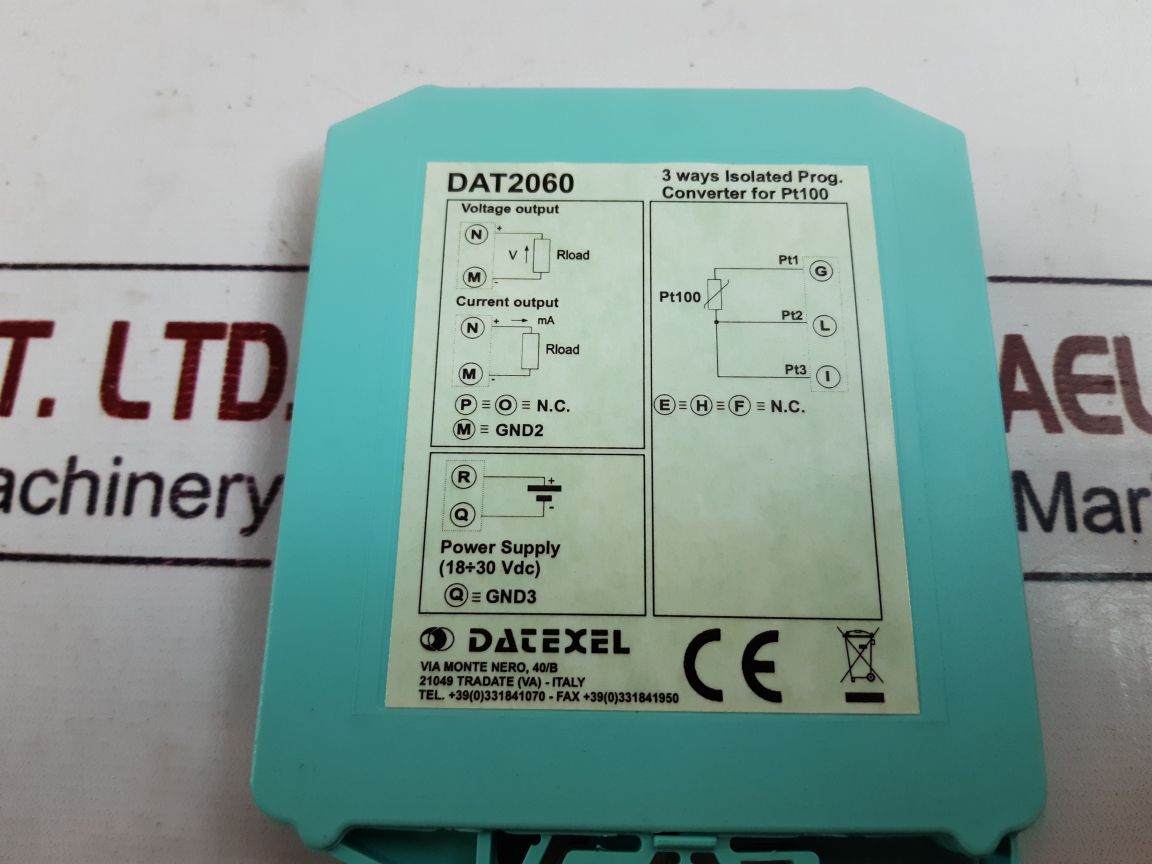 DAT2060
3 ways Isolated Prog.
Converter for Pt100
Voltage output
N
+
V
Rload
M
-
Current output
N
+
mA
Rload
M
-
P ≡ O ≡ N.C.
M ≡ GND2
Pt1
G
Pt100
Pt2
L
Pt3
I
E ≡ H ≡ F ≡ N.C.
R
+
Q
-
Power Supply
(18÷30 Vdc)
Q ≡ GND3
DATEXEL
VIA MONTE NERO, 40/B
21049 TRADATE (VA) - ITALY
TEL. +39(0)331841070 - FAX +39(0)331841950
CE
T. LTD.
achinery
AEU
Mari